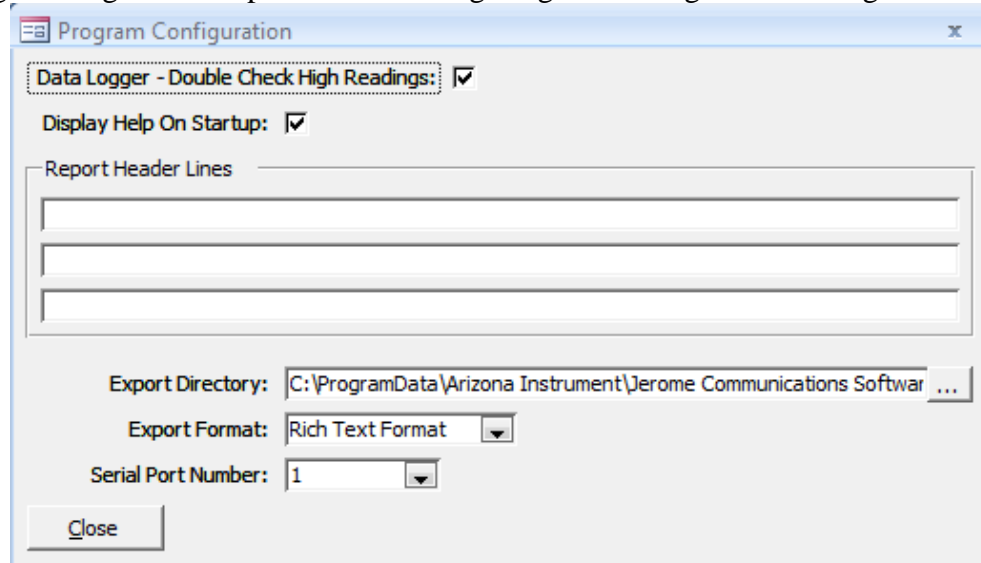 Program Configuration x
Data Logger - Double Check High Readings:
Display Help On Startup:
Report Header Lines
Export Directory: C:\ProgramData\Arizona Instrument\Jerome Communications Softwar ...
Export Format: Rich Text Format
Serial Port Number: 1
Close